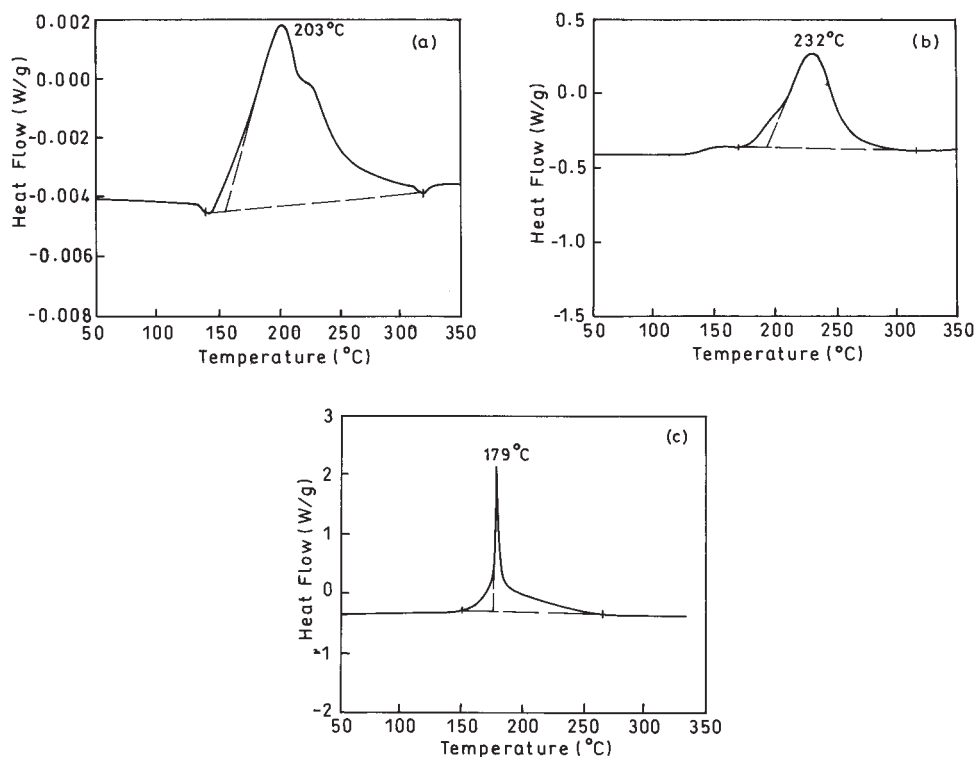 (a)
203°C
0.002
0.000
-0.002
-0.004
-0.006
-0.008
Heat Flow (W/g)
50 100 150 200 250 300 350
Temperature (°C)
(b)
232°C
0.5
0.0
-0.5
-1.0
-1.5
Heat Flow (W/g)
50 100 150 200 250 300 350
Temperature (°C)
(c)
179°C
3
2
1
0
-1
-2
Heat Flow (W/g)
50 100 150 200 250 300 350
Temperature (°C)